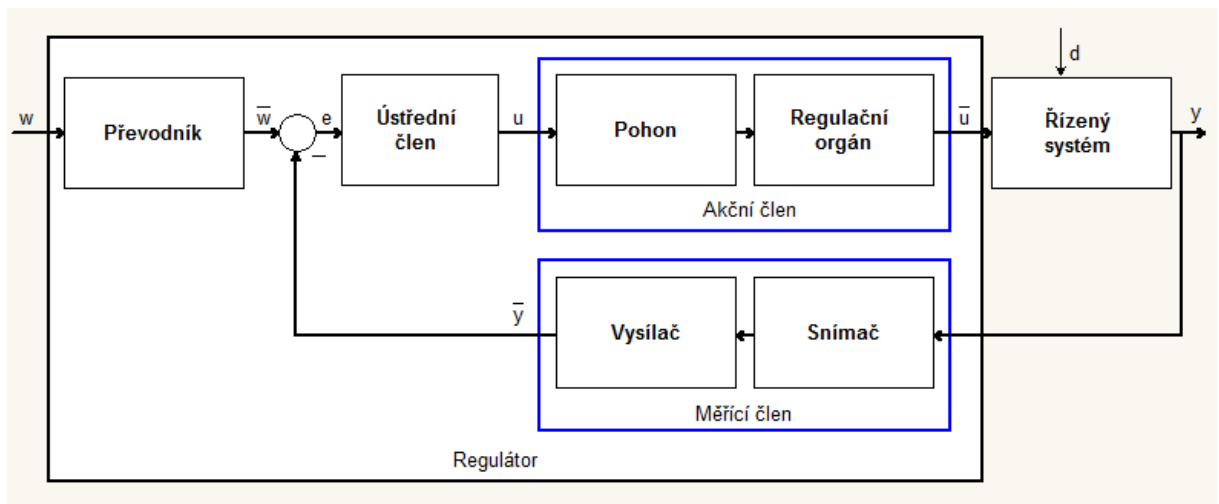 d
w
Převodník
w̅
e
Ústřední
člen
u
Pohon
Regulační
orgán
u̅
Řízený
systém
y
–
Akční člen
y̅
Vysílač
Snímač
Měřící člen
Regulátor